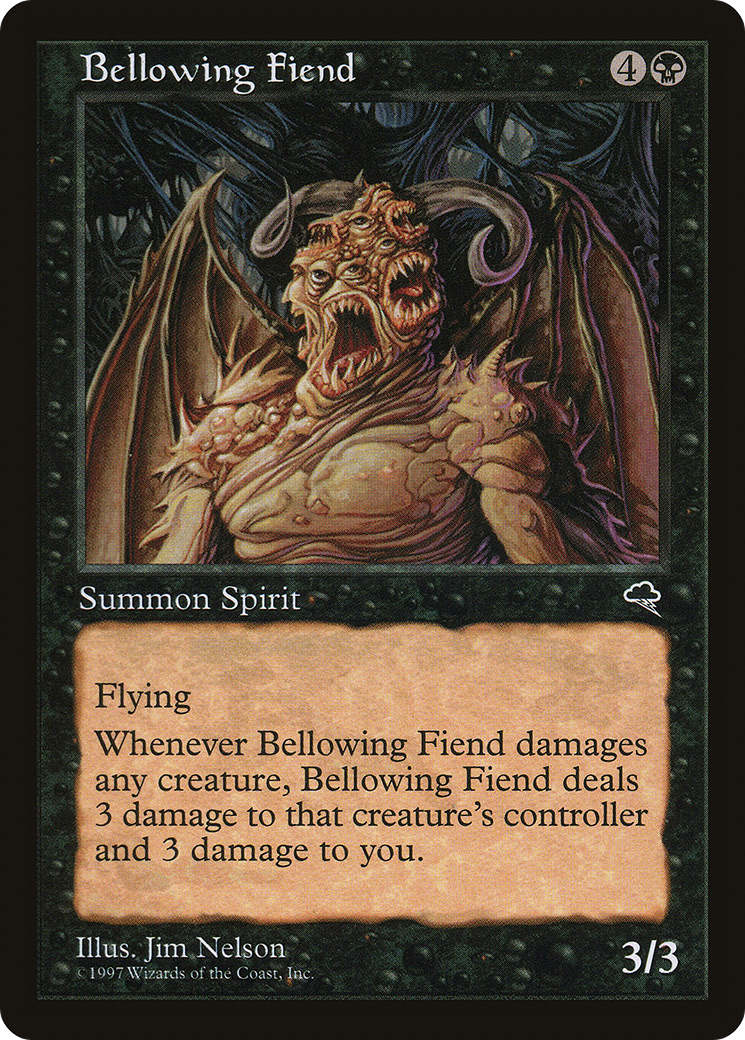 Bellowing Fiend 4
Summon Spirit
Flying
Whenever Bellowing Fiend damages
any creature, Bellowing Fiend deals
3 damage to that creature's controller
and 3 damage to you.
Illus. Jim Nelson
©1997 Wizards of the Coast, Inc.
3/3